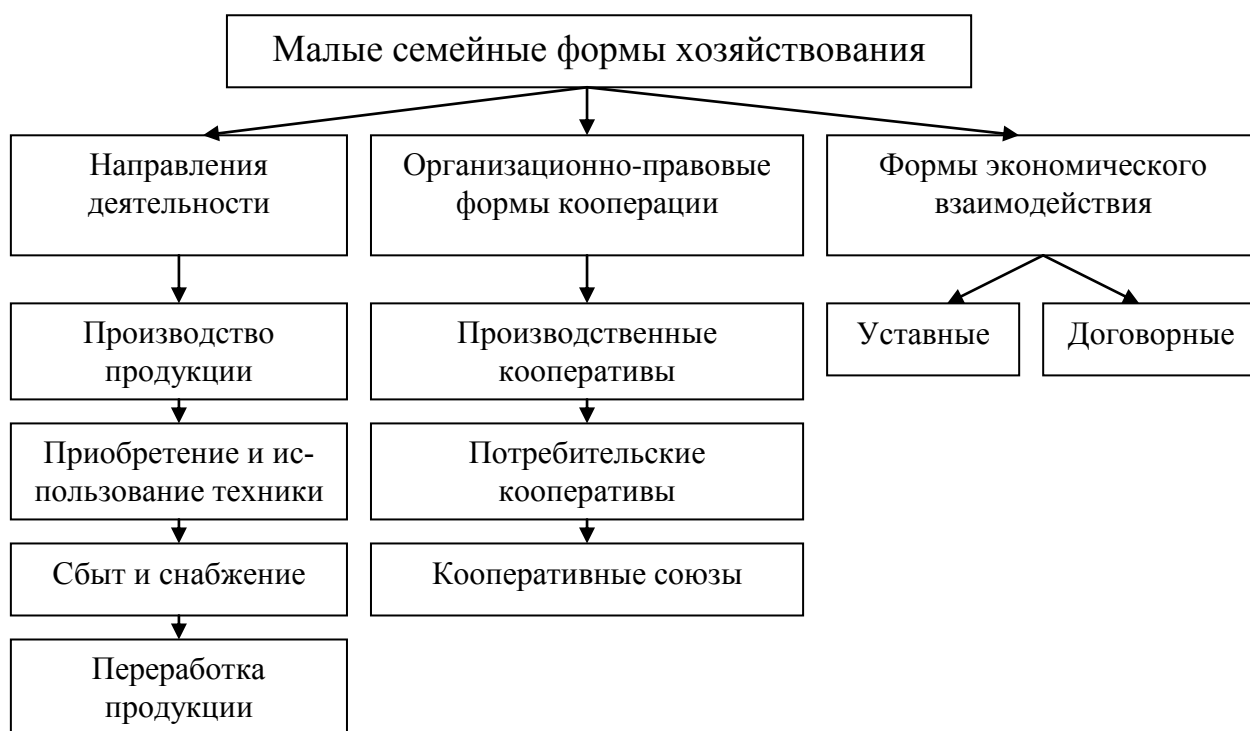 Малые семейные формы хозяйствования
Направления
деятельности
Организационно-правовые
формы кооперации
Формы экономического
взаимодействия
Производство
продукции
Производственные
кооперативы
Уставные
Договорные
Приобретение и ис-
пользование техники
Потребительские
кооперативы
Сбыт и снабжение
Кооперативные союзы
Переработка
продукции